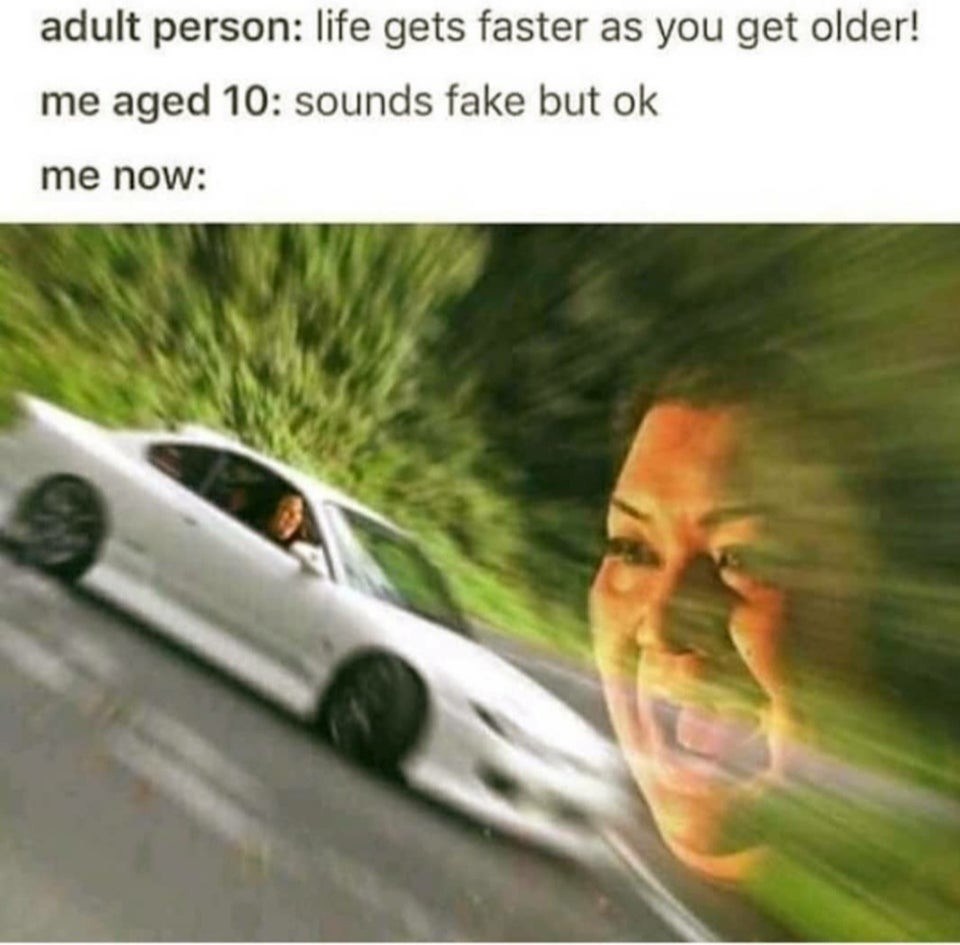 adult person: life gets faster as you get older!
me aged 10: sounds fake but ok
me now: